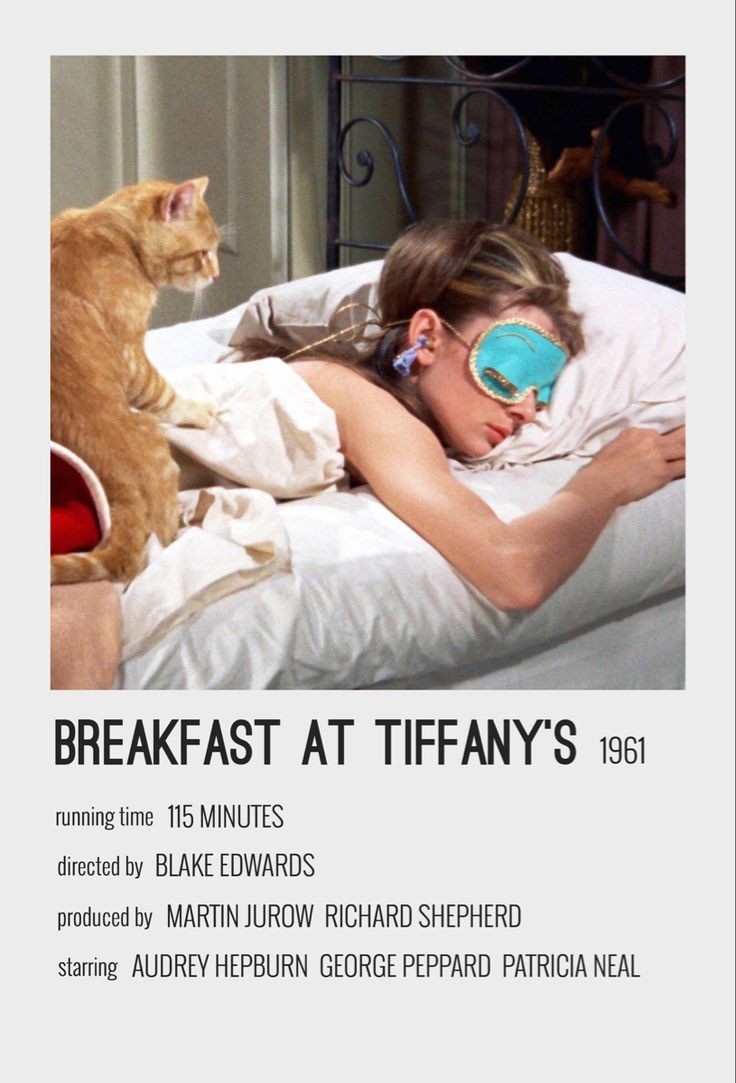 BREAKFAST AT TIFFANY'S 1961
running time 115 MINUTES
directed by BLAKE EDWARDS
produced by MARTIN JUROW RICHARD SHEPHERD
starring AUDREY HEPBURN GEORGE PEPPARD PATRICIA NEAL